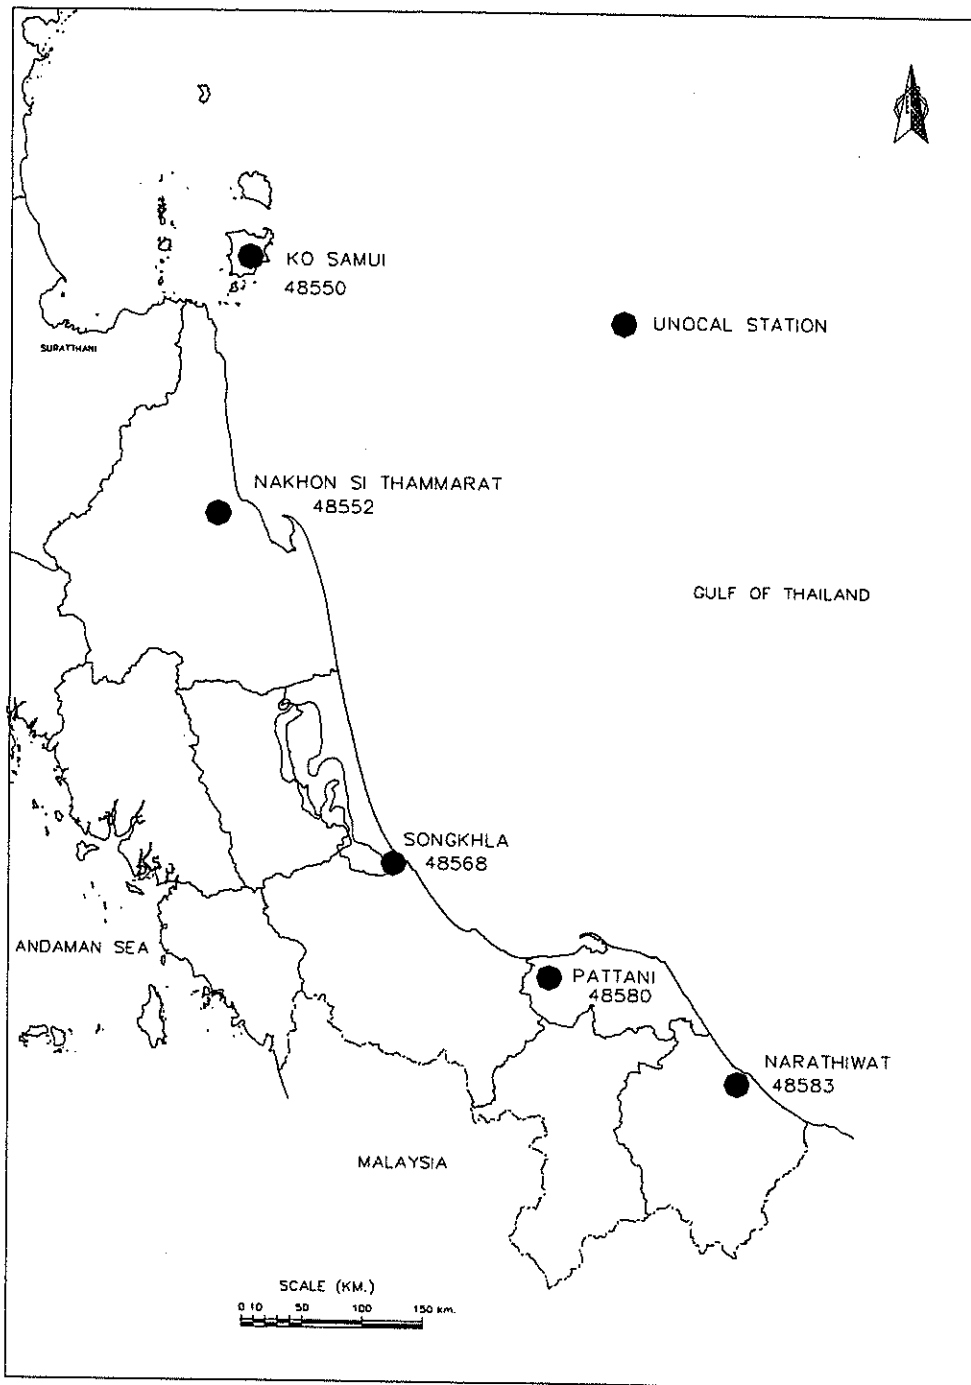 KO SAMUI
48550
UNOCAL STATION
SURATTHANI
NAKHON SI THAMMARAT
48552
GULF OF THAILAND
SONGKHLA
48568
ANDAMAN SEA
PATTANI
48580
NARATHIWAT
48583
MALAYSIA
SCALE (KM.)
0 10 50 100 150 KM.